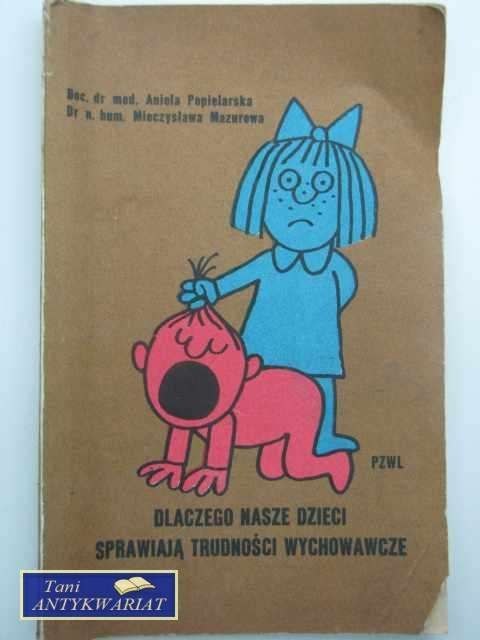 Doc. dr med. Aniela Popielarska
Dr n. hum. Mieczysława Mazurowa
PZWL
DLACZEGO NASZE DZIECI
SPRAWIAJĄ TRUDNOŚCI WYCHOWAWCZE
Tani
ANTYKWARIAT